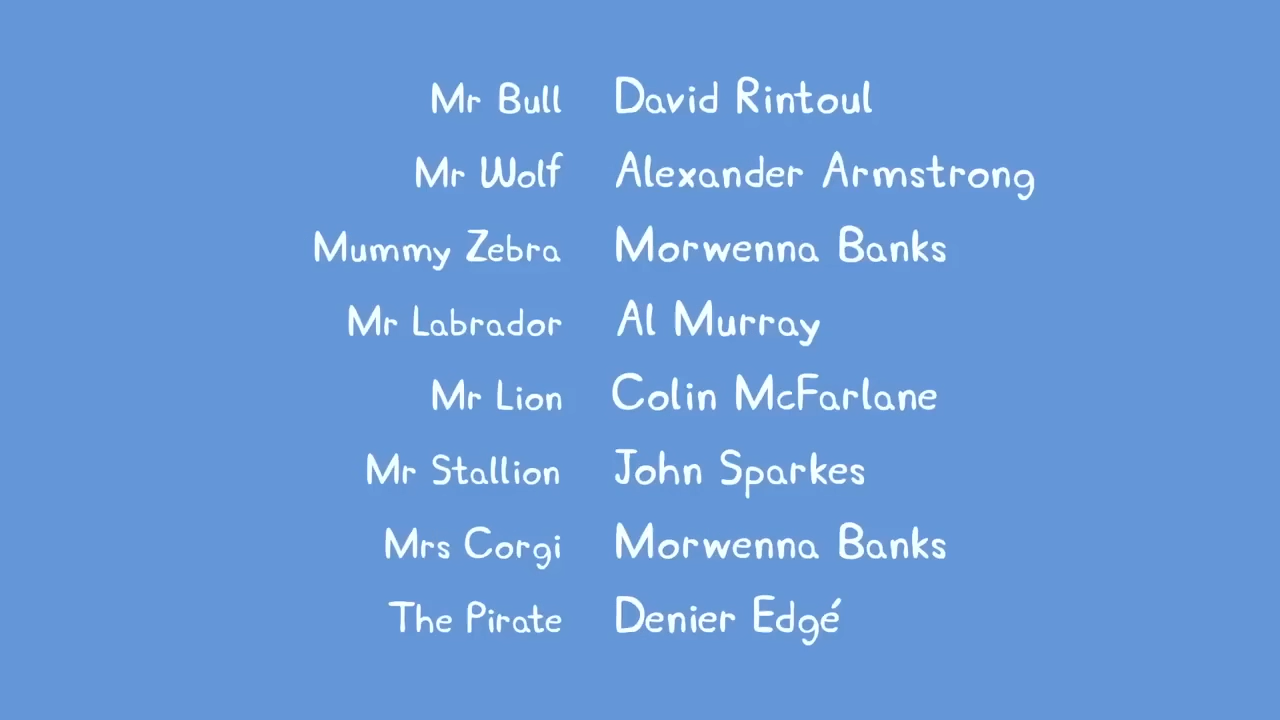 Mr Bull David Rintoul
Mr Wolf Alexander Armstrong
Mummy Zebra Morwenna Banks
Mr Labrador Al Murray
Mr Lion Colin McFarlane
Mr Stallion John Sparkes
Mrs Corgi Morwenna Banks
The Pirate Denier Edgé